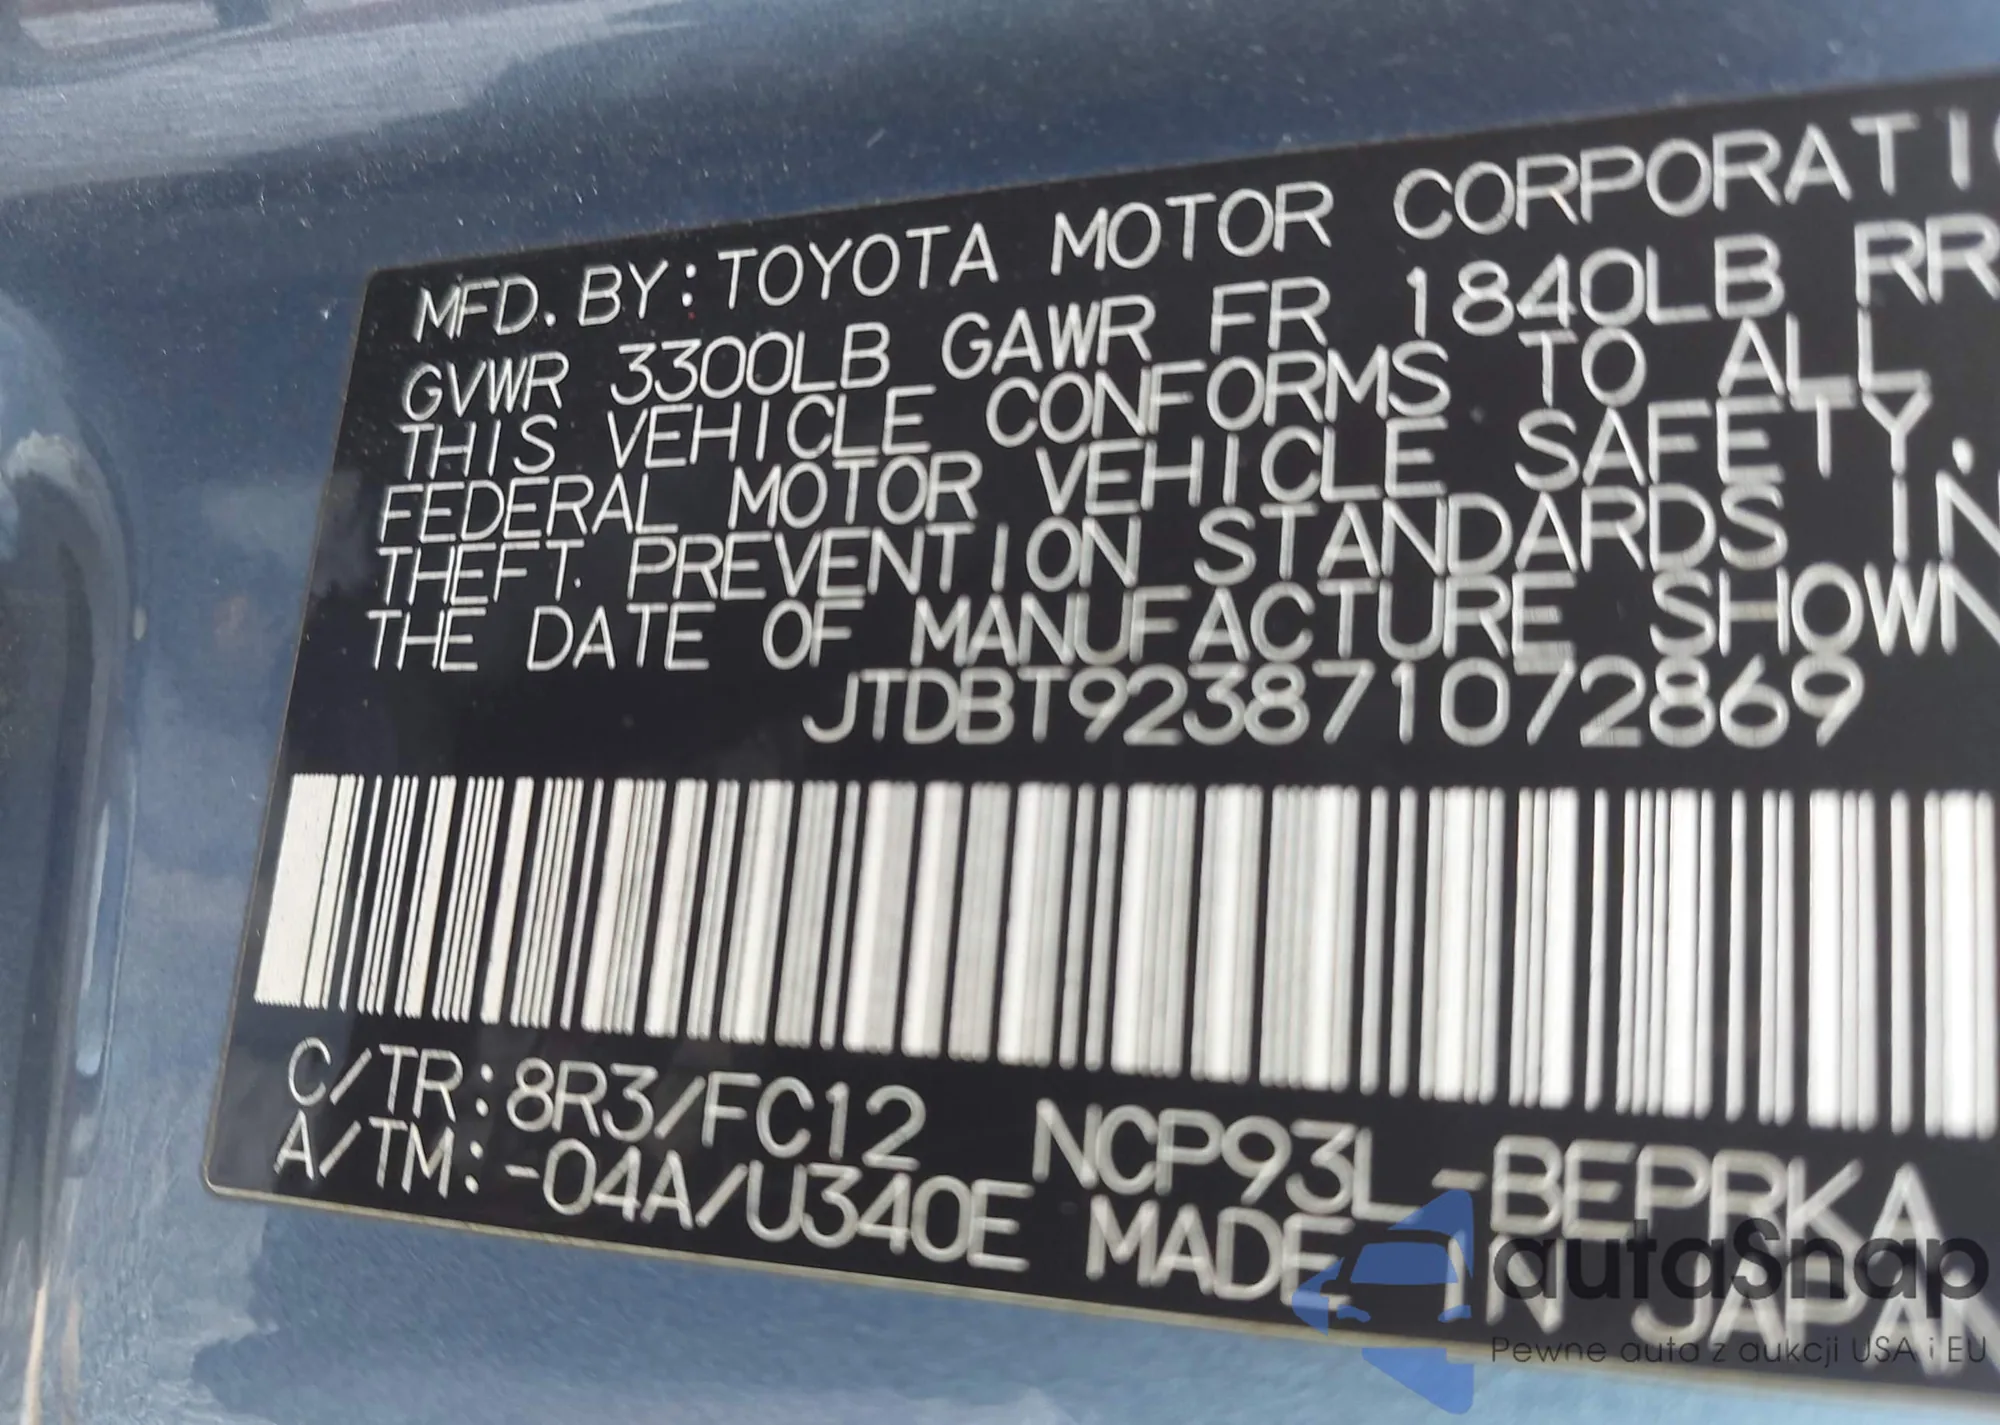 MFD. BY: TOYOTA MOTOR CORPORATIO
GVWR 3300LB GAWR FR 1840LB RR
THIS VEHICLE CONFORMS TO ALL
FEDERAL MOTOR VEHICLE SAFETY,
THEFT PREVENTION STANDARDS IN
THE DATE OF MANUFACTURE SHOWN
JTDBT923871072869
C/TR: 8R3/FC12 NCP93L-BEPRKA
A/TM: -04A/U340E MADE IN JAPAN
autaSnap
Pewne auta z aukcji USA i EU